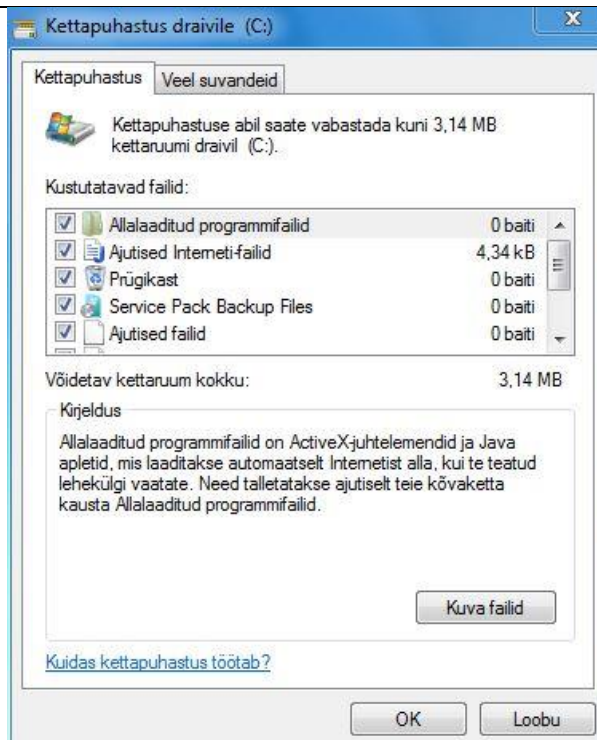 Kettapuhastus draivile (C:)
Kettapuhastus Veel suvandeid
Kettapuhastuse abil saate vabastada kuni 3,14 MB
kettaruumi draivil (C:).
Kustutatavad failid:
Allalaaditud programmifailid 0 baiti
Ajutised Interneti-failid 4,34 kB
Prügikast 0 baiti
Service Pack Backup Files 0 baiti
Ajutised failid 0 baiti
Võidetav kettaruum kokku: 3,14 MB
Kirjeldus
Allalaaditud programmifailid on ActiveX-juhtelemendid ja Java
apletid, mis laaditakse automaatselt Internetist alla, kui te teatud
lehekülgi vaatate. Need talletatakse ajutiselt teie kõvaketta
kausta Allalaaditud programmifailid.
Kuva failid
Kuidas kettapuhastus töötab?
OK Loobu